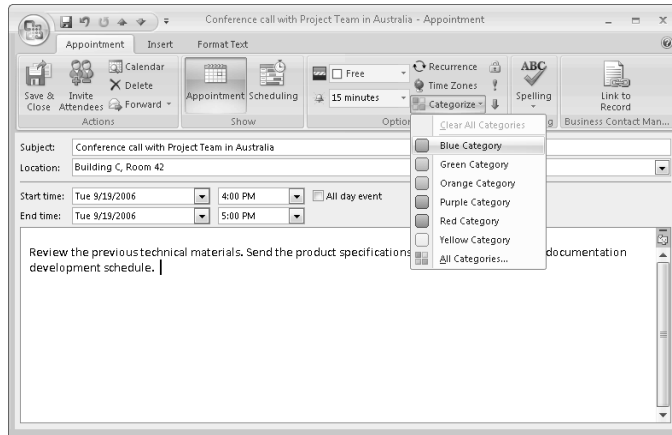 Conference call with Project Team in Australia - Appointment
Appointment Insert Format Text
Calendar
Delete
Forward
Save & Close
Invite Attendees
Actions
Appointment Scheduling
Show
Free
15 minutes
Recurrence
Time Zones
Categorize
Option
ABC
Spelling
g
Link to Record
Business Contact Man...
Clear All Categories
Blue Category
Green Category
Orange Category
Purple Category
Red Category
Yellow Category
All Categories...
Subject: Conference call with Project Team in Australia
Location: Building C, Room 42
Start time: Tue 9/19/2006 4:00 PM All day event
End time: Tue 9/19/2006 5:00 PM
Review the previous technical materials. Send the product specifications documentation
development schedule.